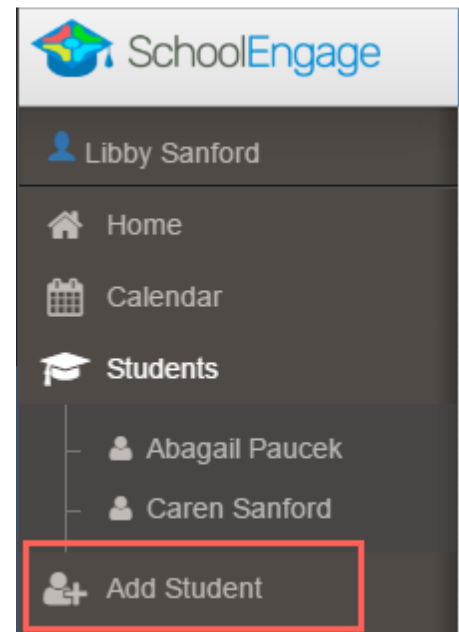 SchoolEngage
Libby Sanford
Home
Calendar
Students
Abagail Paucek
Caren Sanford
Add Student